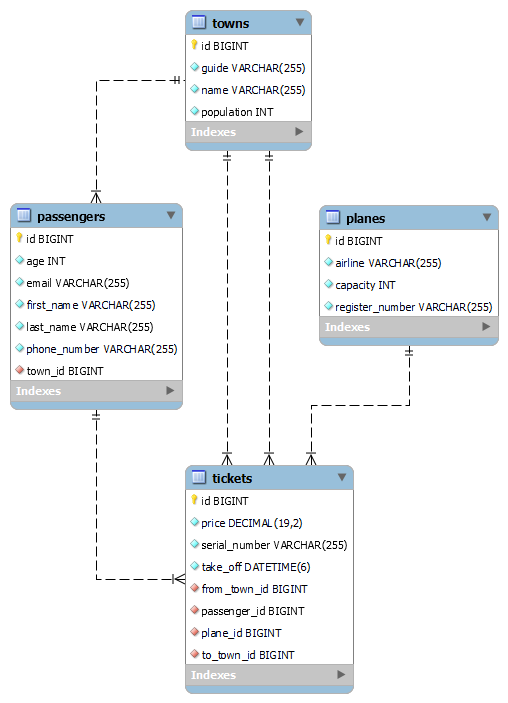 towns
id BIGINT
guide VARCHAR(255)
name VARCHAR(255)
population INT
Indexes
passengers
id BIGINT
age INT
email VARCHAR(255)
first_name VARCHAR(255)
last_name VARCHAR(255)
phone_number VARCHAR(255)
town_id BIGINT
Indexes
planes
id BIGINT
airline VARCHAR(255)
capacity INT
register_number VARCHAR(255)
Indexes
tickets
id BIGINT
price DECIMAL(19,2)
serial_number VARCHAR(255)
take_off DATETIME(6)
from_town_id BIGINT
passenger_id BIGINT
plane_id BIGINT
to_town_id BIGINT
Indexes